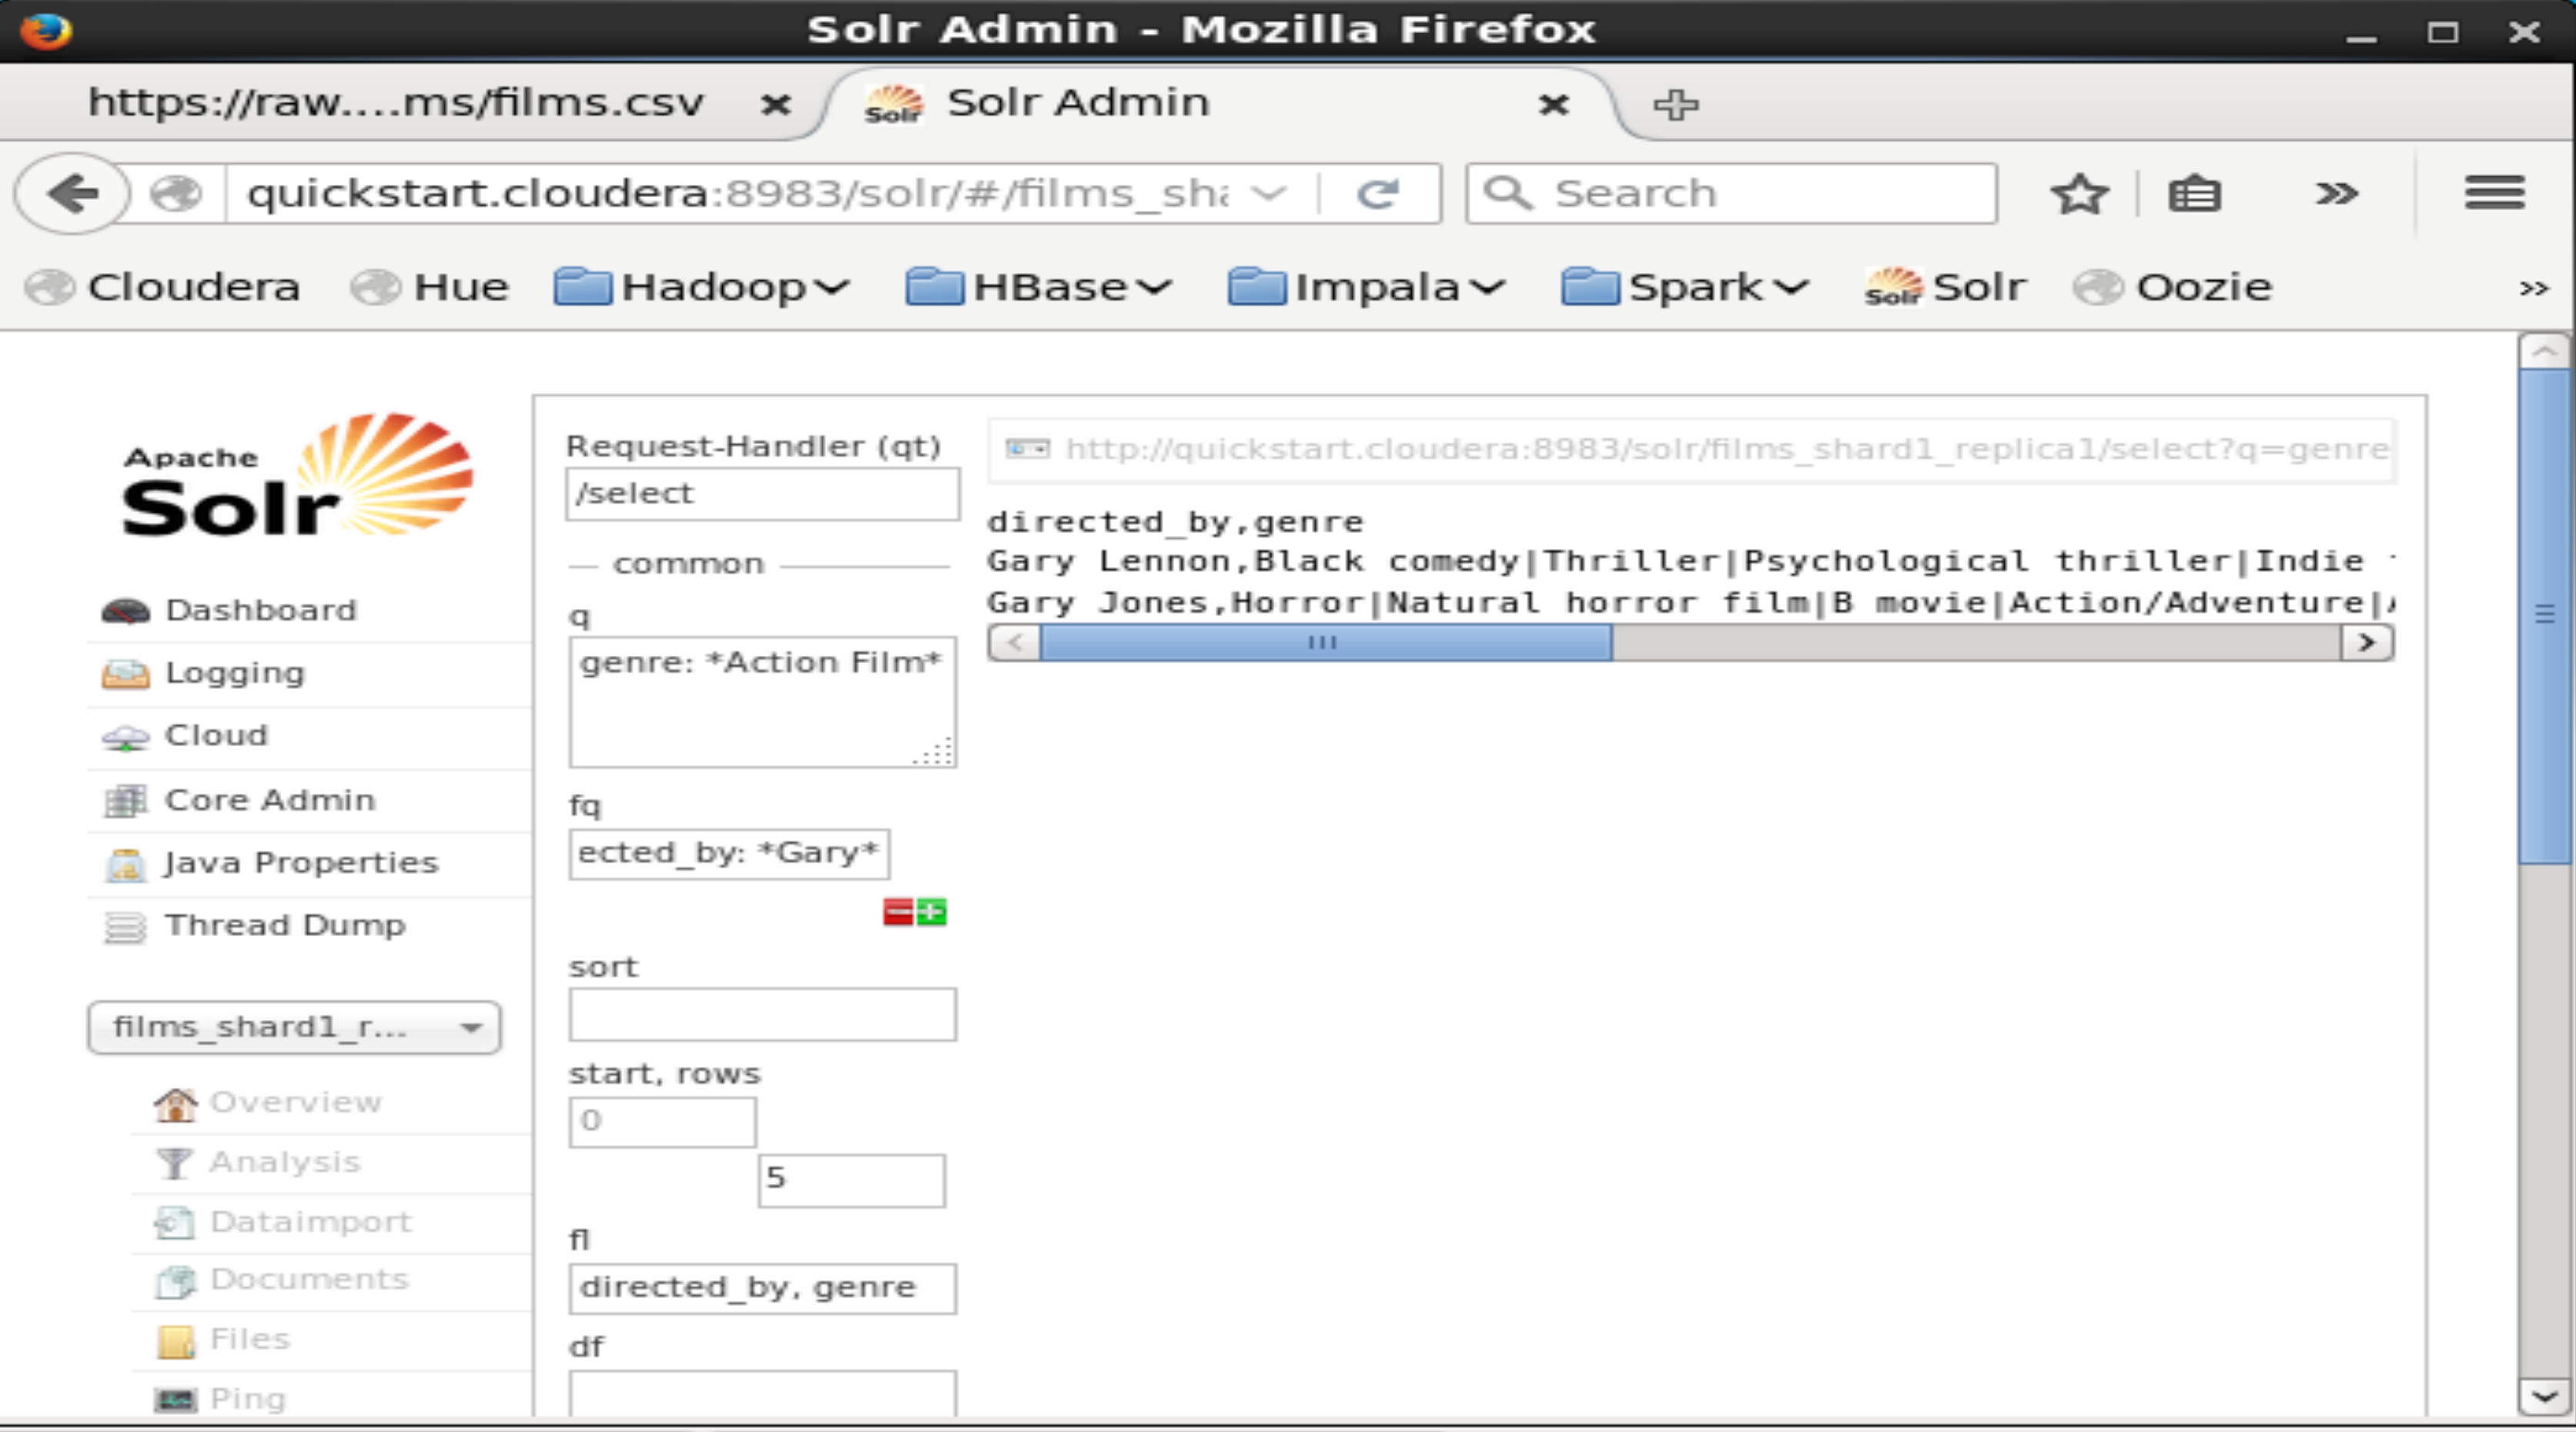 Solr Admin - Mozilla Firefox
https://raw....ms/films.csv
Solr Solr Admin
quickstart.cloudera:8983/solr/#/films_sha
Search
Cloudera Hue Hadoop HBase Impala Spark Solr Solr Oozie
Apache
Solr
Dashboard
Logging
Cloud
Core Admin
Java Properties
Thread Dump
films_shard1_r...
Overview
Analysis
Dataimport
Documents
Files
Ping
Request-Handler (qt)
/select
common
q
genre: *Action Film*
fq
ected_by: *Gary*
sort
start, rows
0
5
fl
directed_by, genre
df
http://quickstart.cloudera:8983/solr/films_shard1_replica1/select?q=genre
directed_by,genre
Gary Lennon,Black comedy|Thriller|Psychological thriller|Indie
Gary Jones,Horror|Natural horror film|B movie|Action/Adventure|